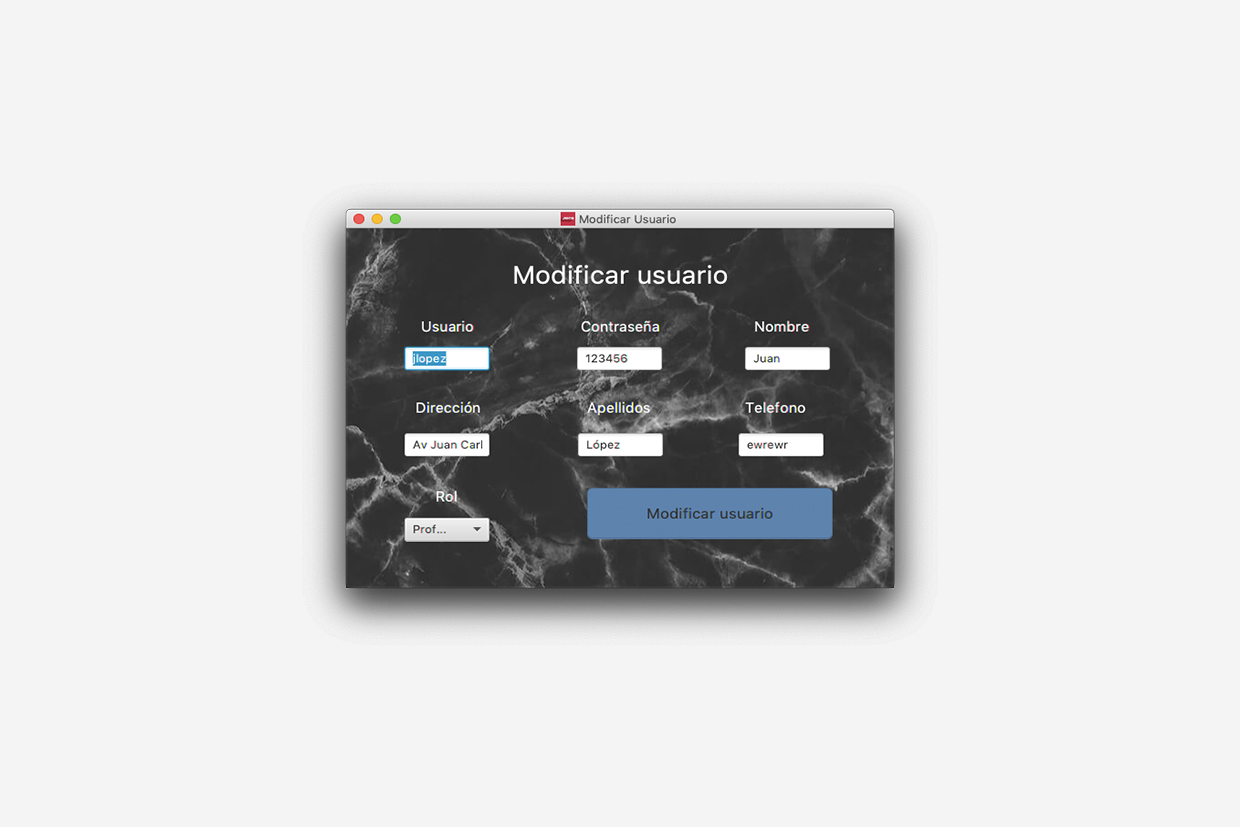 Modificar Usuario
Modificar usuario
Usuario
Contraseña
Nombre
jlopez
123456
Juan
Dirección
Apellidos
Telefono
Av Juan Carl
López
ewrewr
Rol
Prof...
Modificar usuario